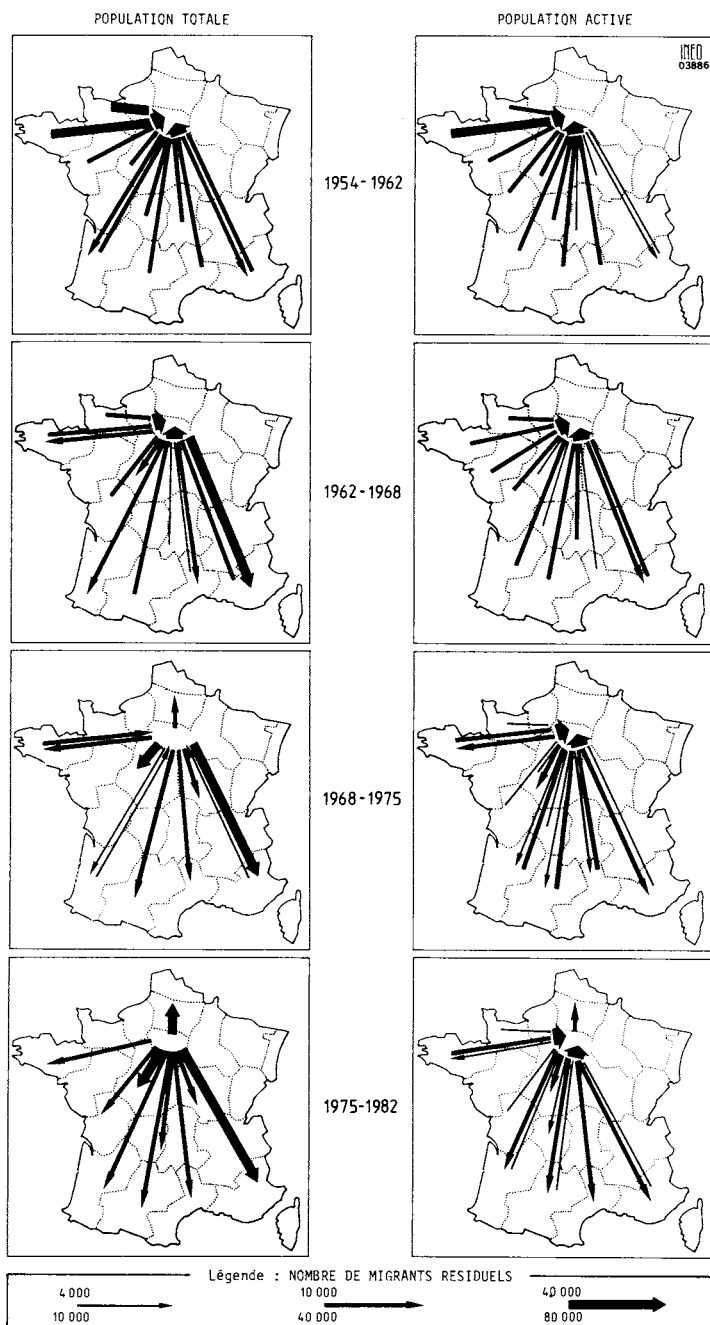 POPULATION TOTALE
POPULATION ACTIVE
INED
03886
1954-1962
1962-1968
1968-1975
1975-1982
Légende : NOMBRE DE MIGRANTS RESIDUELS
4 000
10 000
10 000
40 000
40 000
80 000